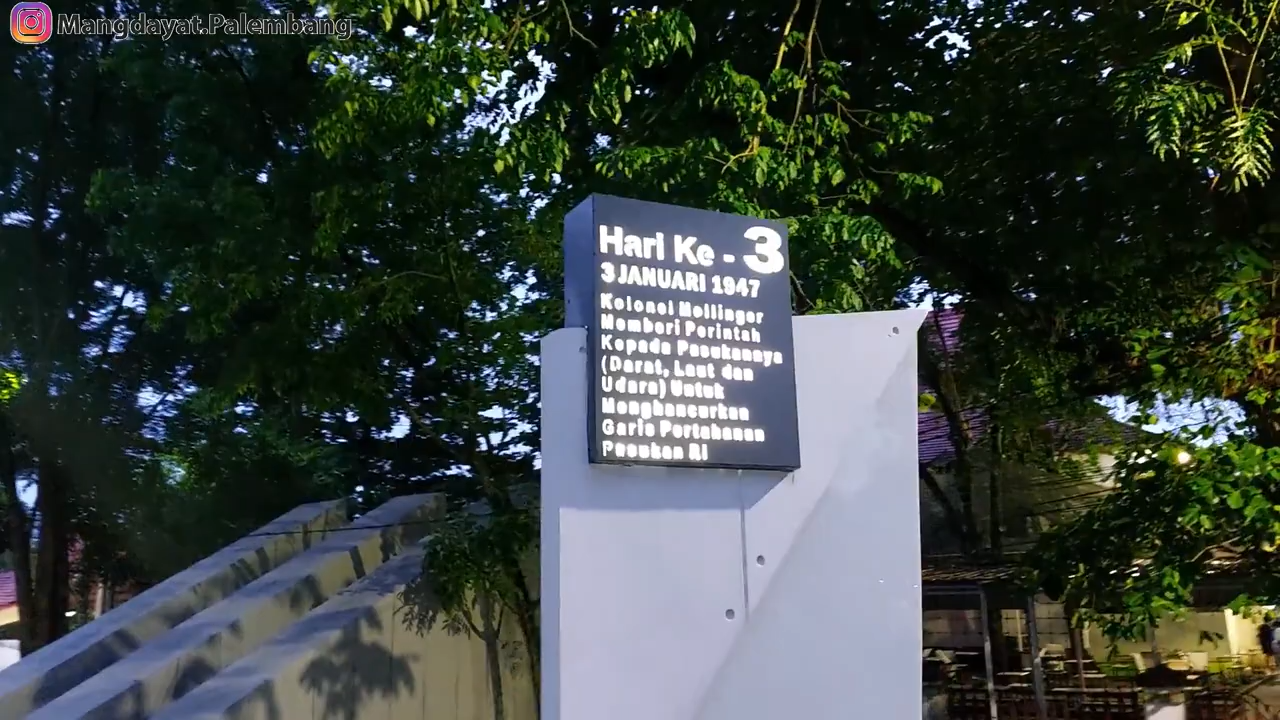 Mangdayat.Palembang
Hari Ke - 3
3 JANUARI 1947
Kolonel Mollinger
Memberi Perintah
Kepada Pasukannya
(Darat, Laut dan
Udara) Untuk
Menghancurkan
Garis Pertahanan
Pasukan RI